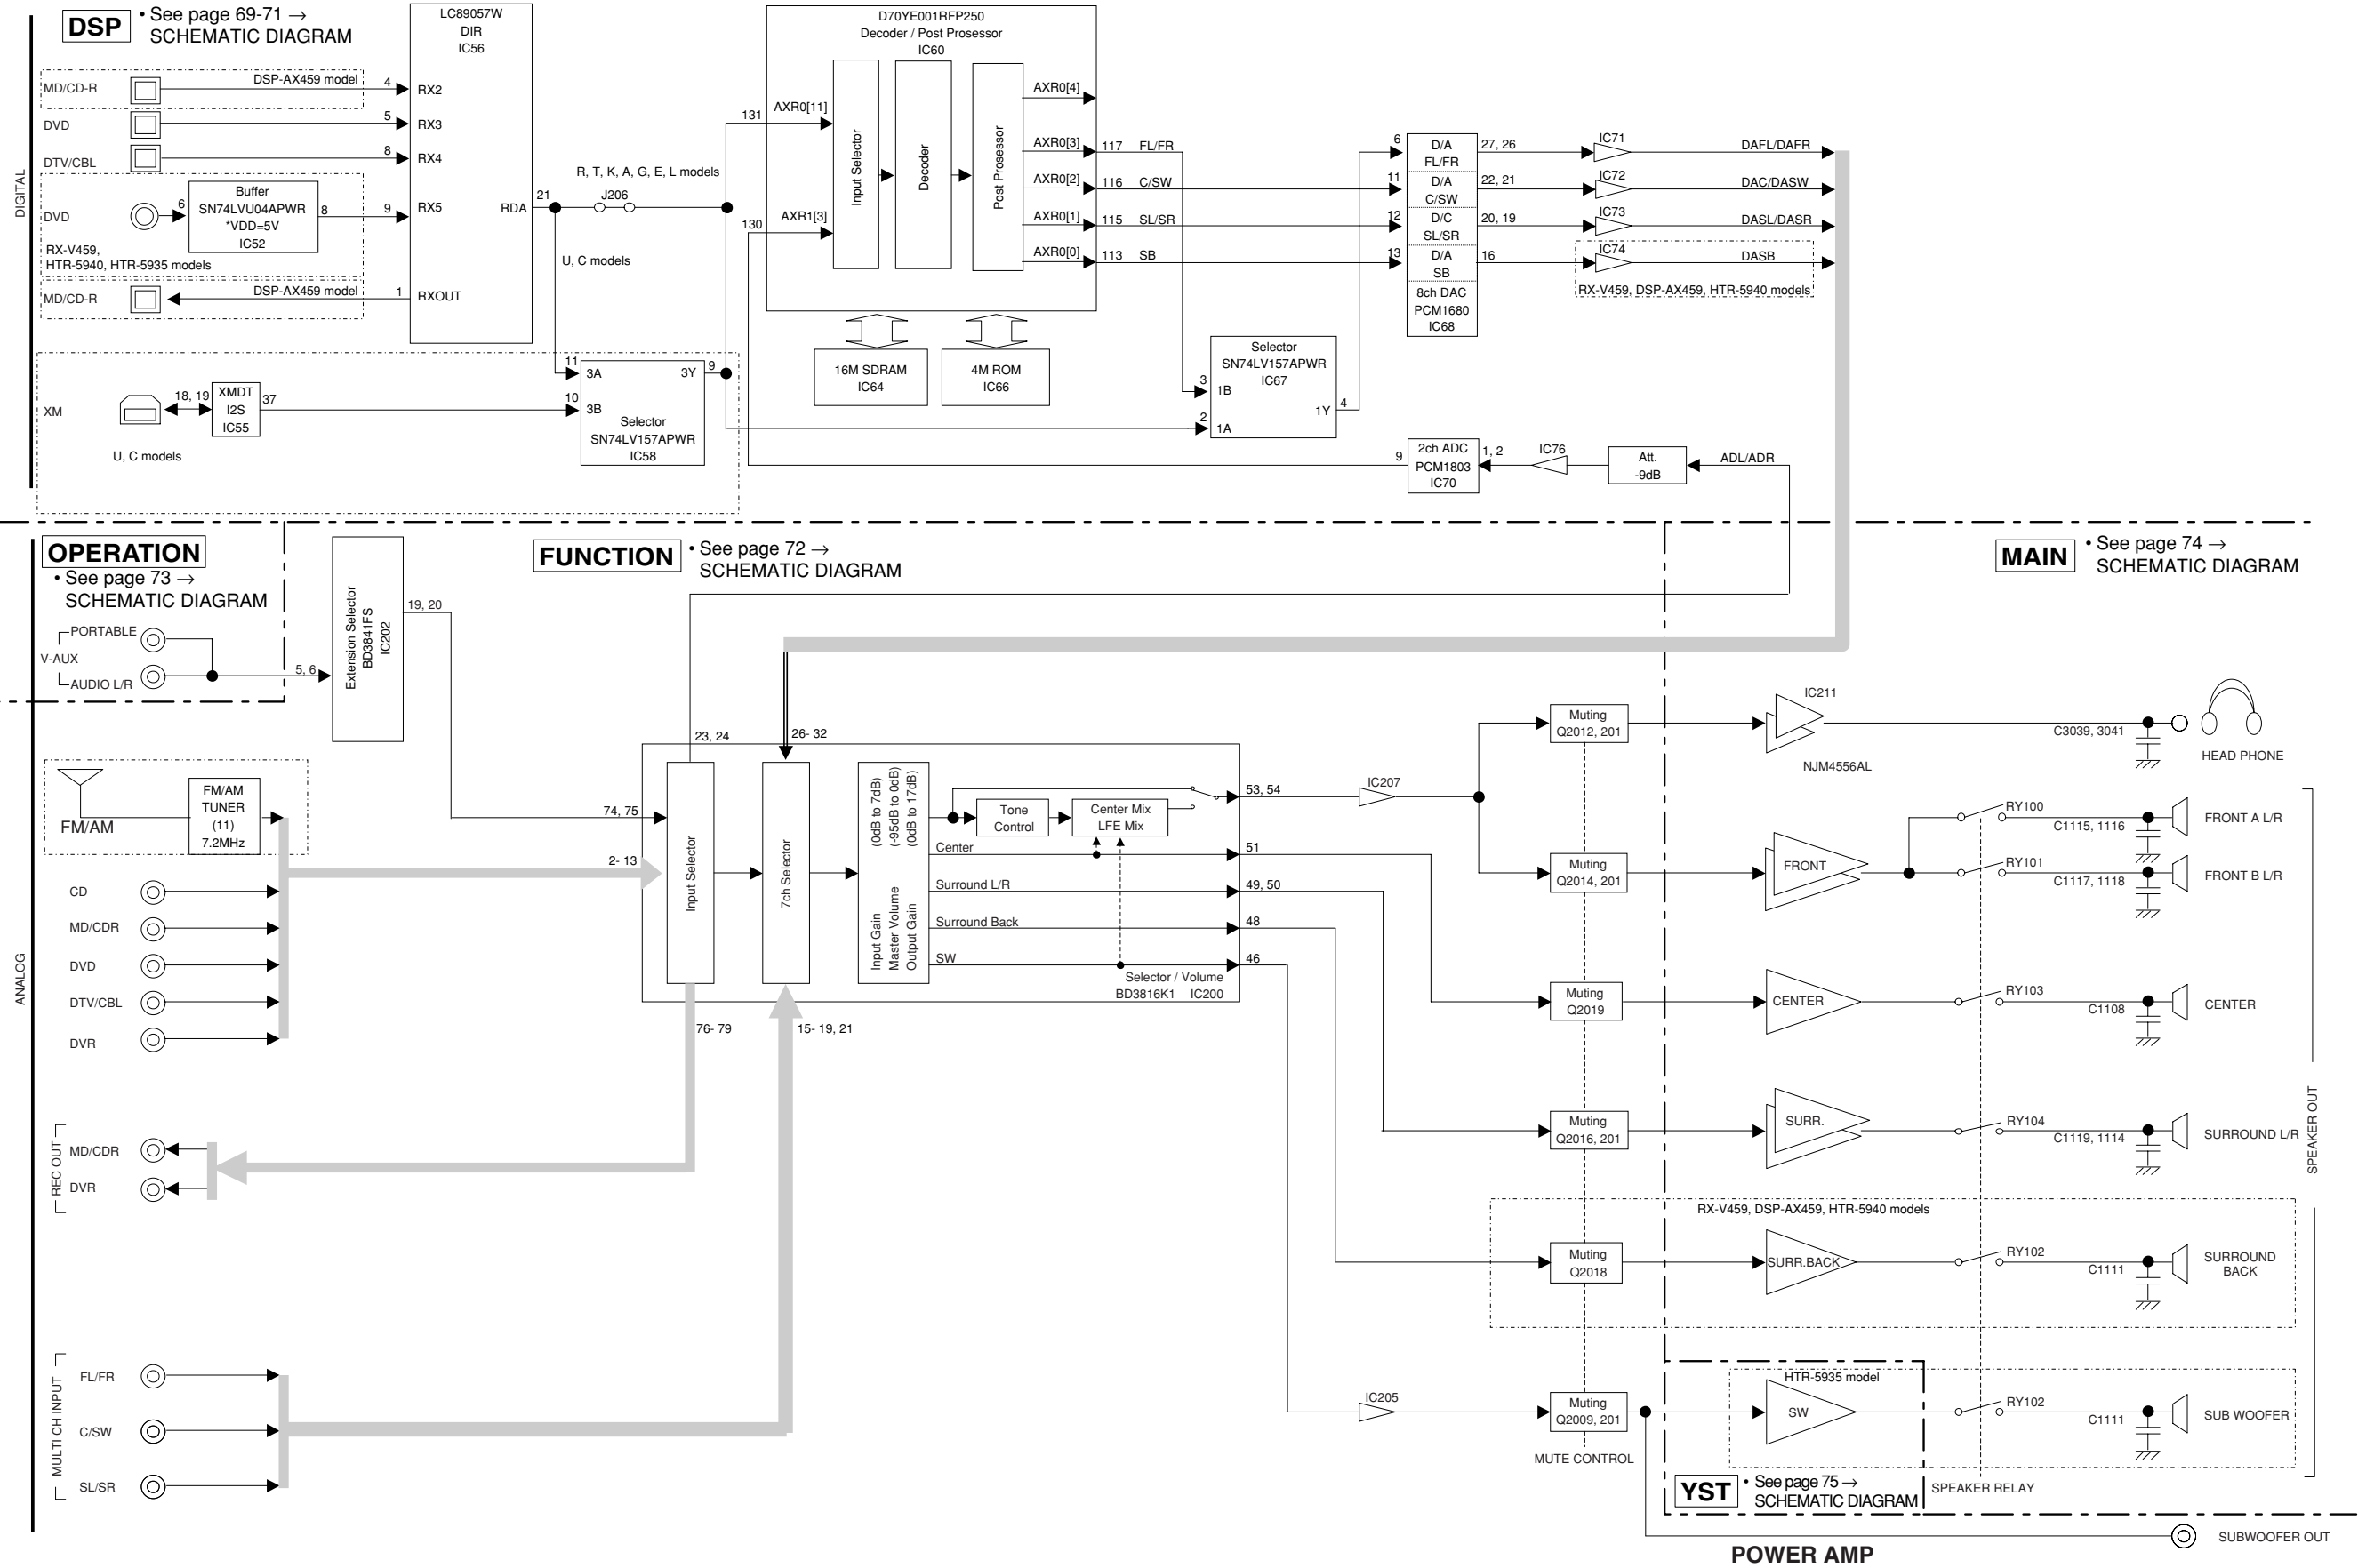 DSP
• See page 69-71 →
SCHEMATIC DIAGRAM
LC89057W
DIR
IC56
D70YE001RFP250
Decoder / Post Prosessor
IC60
DIGITAL
MD/CD-R
DSP-AX459 model
4
RX2
DVD
5
RX3
DTV/CBL
8
RX4
DVD
6
Buffer
SN74LVU04APWR
*VDD=5V
IC52
8
9
RX5
RX-V459,
HTR-5940, HTR-5935 models
MD/CD-R
DSP-AX459 model
1
RXOUT
RDA
21
R, T, K, A, G, E, L models
J206
U, C models
131
AXR0[11]
130
AXR1[3]
Input Selector
Decoder
Post Prosessor
AXR0[4]
AXR0[3]
117
FL/FR
AXR0[2]
116
C/SW
AXR0[1]
115
SL/SR
AXR0[0]
113
SB
16M SDRAM
IC64
4M ROM
IC66
6
D/A
FL/FR
27, 26
IC71
DAFL/DAFR
11
D/A
C/SW
22, 21
IC72
DAC/DASW
12
D/C
SL/SR
20, 19
IC73
DASL/DASR
13
D/A
SB
16
IC74
DASB
8ch DAC
PCM1680
IC68
RX-V459, DSP-AX459, HTR-5940 models
XM
18, 19
XMDT
I2S
IC55
37
U, C models
11
3A
3Y
9
10
3B
Selector
SN74LV157APWR
IC58
Selector
SN74LV157APWR
IC67
3
1B
1Y
4
2
1A
9
2ch ADC
PCM1803
IC70
1, 2
IC76
Att.
-9dB
ADL/ADR
OPERATION
• See page 73 →
SCHEMATIC DIAGRAM
FUNCTION
• See page 72 →
SCHEMATIC DIAGRAM
MAIN
• See page 74 →
SCHEMATIC DIAGRAM
PORTABLE
V-AUX
AUDIO L/R
5, 6
Extension Selector
BD3841FS
IC202
19, 20
ANALOG
FM/AM
FM/AM
TUNER
(11)
7.2MHz
CD
MD/CDR
DVD
DTV/CBL
DVR
REC OUT
MD/CDR
DVR
MULTI CH INPUT
FL/FR
C/SW
SL/SR
74, 75
2- 13
23, 24
26- 32
76- 79
15- 19, 21
Input Selector
7ch Selector
Input Gain (0dB to 7dB)
Master Volume (-95dB to 0dB)
Output Gain (0dB to 17dB)
Tone
Control
Center Mix
LFE Mix
Center
Surround L/R
Surround Back
SW
Selector / Volume
BD3816K1 IC200
53, 54
51
49, 50
48
46
IC207
IC205
Muting
Q2012, 201
IC211
NJM4556AL
C3039, 3041
HEAD PHONE
Muting
Q2014, 201
FRONT
RY100
C1115, 1116
FRONT A L/R
RY101
C1117, 1118
FRONT B L/R
Muting
Q2019
CENTER
RY103
C1108
CENTER
Muting
Q2016, 201
SURR.
RY104
C1119, 1114
SURROUND L/R
RX-V459, DSP-AX459, HTR-5940 models
Muting
Q2018
SURR.BACK
RY102
C1111
SURROUND
BACK
HTR-5935 model
Muting
Q2009, 201
SW
RY102
C1111
SUB WOOFER
SPEAKER OUT
MUTE CONTROL
YST
• See page 75 →
SCHEMATIC DIAGRAM
SPEAKER RELAY
SUBWOOFER OUT
POWER AMP